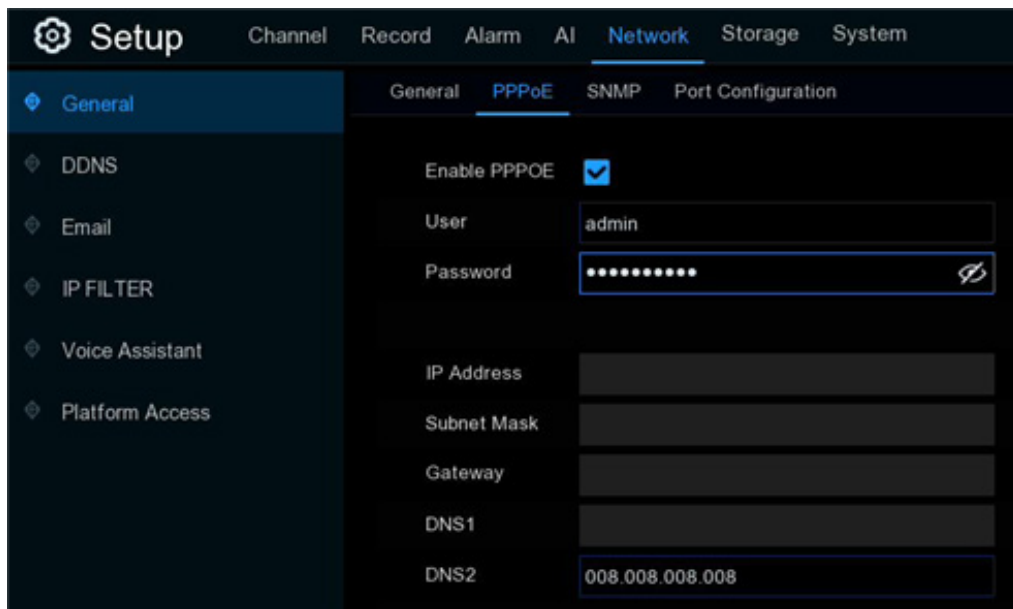 Setup Channel Record Alarm AI Network Storage System
General
DDNS
Email
IP FILTER
Voice Assistant
Platform Access
General PPPoE SNMP Port Configuration
Enable PPPOE
User admin
Password ••••••••••
IP Address
Subnet Mask
Gateway
DNS1
DNS2 008.008.008.008